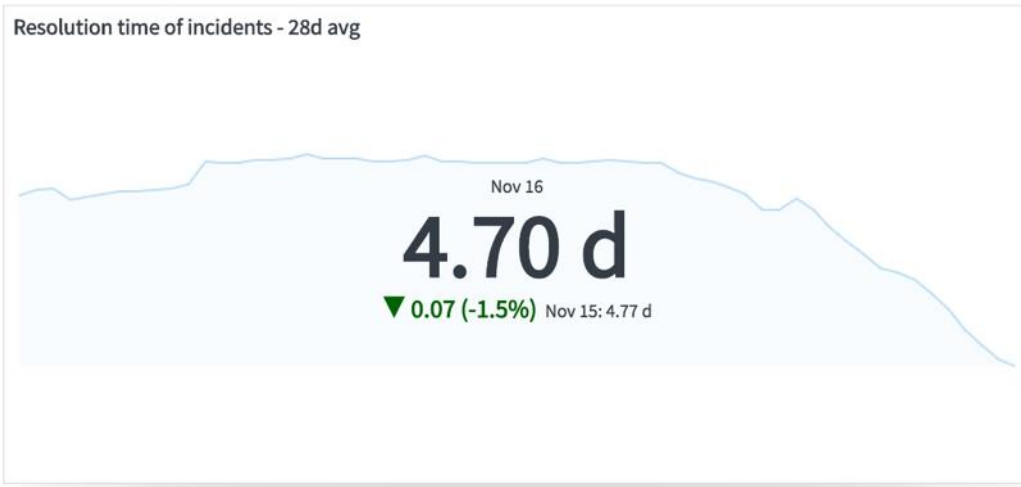 Resolution time of incidents - 28d avg
Nov 16
4.70 d
▼ 0.07 (-1.5%) Nov 15: 4.77 d